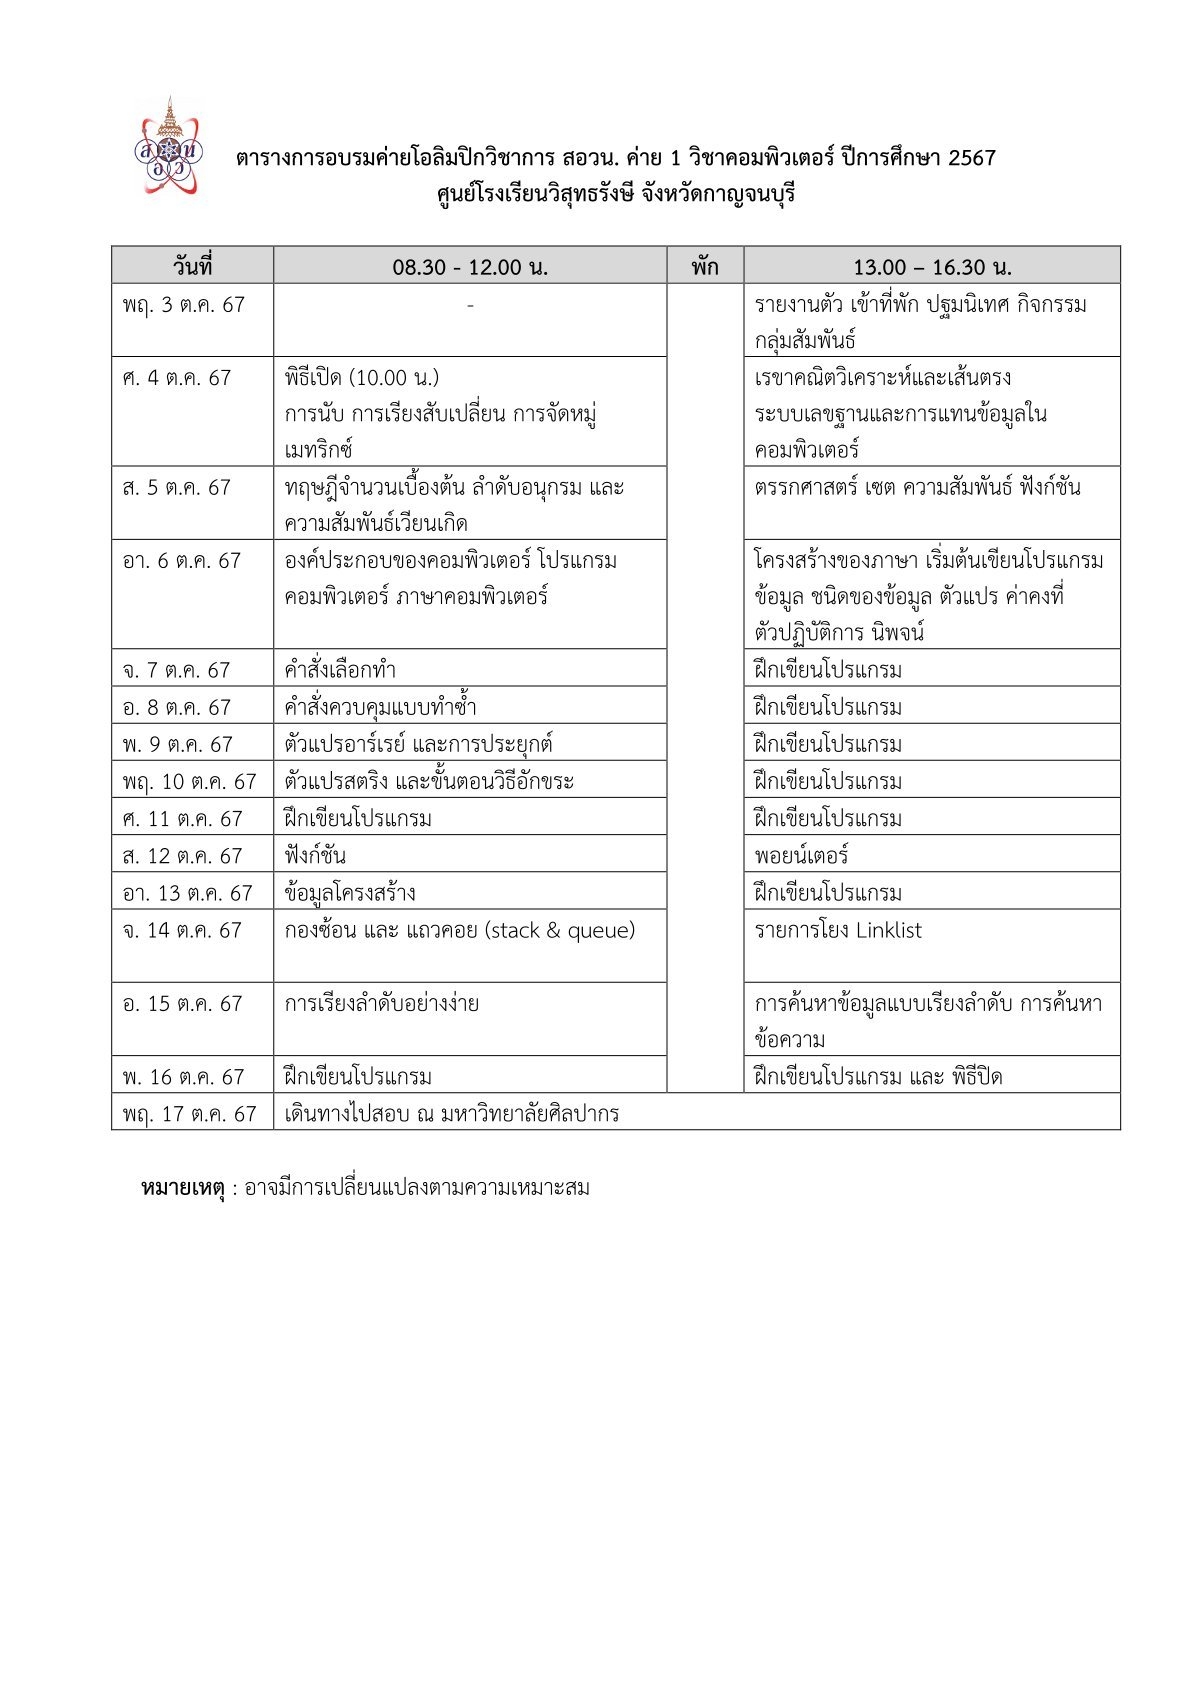 ส อ ว น
ตารางการอบรมค่ายโอลิมปิกวิชาการ สอวน. ค่าย 1 วิชาคอมพิวเตอร์ ปีการศึกษา 2567
ศูนย์โรงเรียนวิสุทธรังษี จังหวัดกาญจนบุรี
วันที่ 08.30 - 12.00 น. พัก 13.00 – 16.30 น.
พฤ. 3 ต.ค. 67 - รายงานตัว เข้าที่พัก ปฐมนิเทศ กิจกรรม
กลุ่มสัมพันธ์
ศ. 4 ต.ค. 67 พิธีเปิด (10.00 น.) เรขาคณิตวิเคราะห์และเส้นตรง
การนับ การเรียงสับเปลี่ยน การจัดหมู่ ระบบเลขฐานและการแทนข้อมูลใน
เมทริกซ์ คอมพิวเตอร์
ส. 5 ต.ค. 67 ทฤษฎีจำนวนเบื้องต้น ลำดับอนุกรม และ ตรรกศาสตร์ เซต ความสัมพันธ์ ฟังก์ชัน
ความสัมพันธ์เวียนเกิด
อา. 6 ต.ค. 67 องค์ประกอบของคอมพิวเตอร์ โปรแกรม โครงสร้างของภาษา เริ่มต้นเขียนโปรแกรม
คอมพิวเตอร์ ภาษาคอมพิวเตอร์ ข้อมูล ชนิดของข้อมูล ตัวแปร ค่าคงที่
ตัวปฏิบัติการ นิพจน์
จ. 7 ต.ค. 67 คำสั่งเลือกทำ ฝึกเขียนโปรแกรม
อ. 8 ต.ค. 67 คำสั่งควบคุมแบบทำซ้ำ ฝึกเขียนโปรแกรม
พ. 9 ต.ค. 67 ตัวแปรอาร์เรย์ และการประยุกต์ ฝึกเขียนโปรแกรม
พฤ. 10 ต.ค. 67 ตัวแปรสตริง และขั้นตอนวิธีอักขระ ฝึกเขียนโปรแกรม
ศ. 11 ต.ค. 67 ฝึกเขียนโปรแกรม ฝึกเขียนโปรแกรม
ส. 12 ต.ค. 67 ฟังก์ชัน พอยน์เตอร์
อา. 13 ต.ค. 67 ข้อมูลโครงสร้าง ฝึกเขียนโปรแกรม
จ. 14 ต.ค. 67 กองซ้อน และ แถวคอย (stack & queue) รายการโยง Linklist
อ. 15 ต.ค. 67 การเรียงลำดับอย่างง่าย การค้นหาข้อมูลแบบเรียงลำดับ การค้นหา
ข้อความ
พ. 16 ต.ค. 67 ฝึกเขียนโปรแกรม ฝึกเขียนโปรแกรม และ พิธีปิด
พฤ. 17 ต.ค. 67 เดินทางไปสอบ ณ มหาวิทยาลัยศิลปากร
หมายเหตุ : อาจมีการเปลี่ยนแปลงตามความเหมาะสม